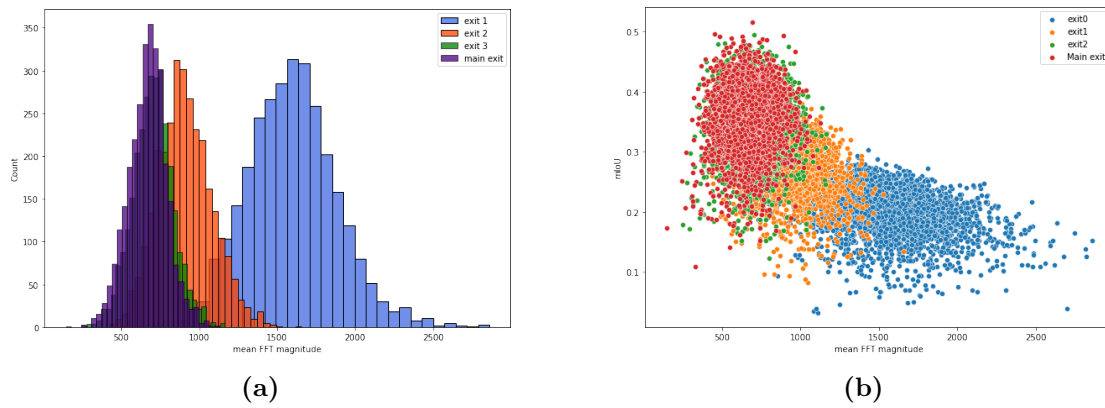 350
300
250
200
150
100
50
0
Count
500
1000
1500
2000
2500
mean FFT magnitude
exit 1
exit 2
exit 3
main exit
(a)
0.5
0.4
0.3
0.2
0.1
mIoU
500
1000
1500
2000
2500
mean FFT magnitude
exit0
exit1
exit2
Main exit
(b)